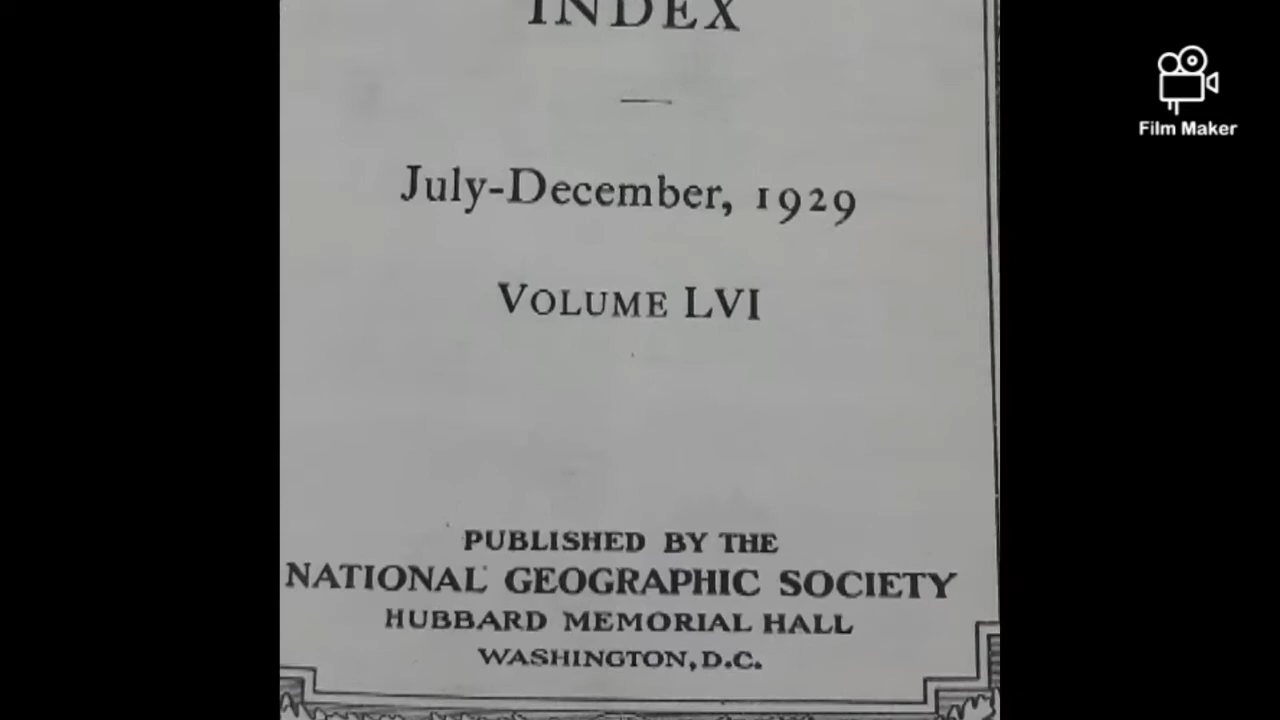 INDEX
July-December, 1929
VOLUME LVI
PUBLISHED BY THE
NATIONAL GEOGRAPHIC SOCIETY
HUBBARD MEMORIAL HALL
WASHINGTON, D.C.
Film Maker